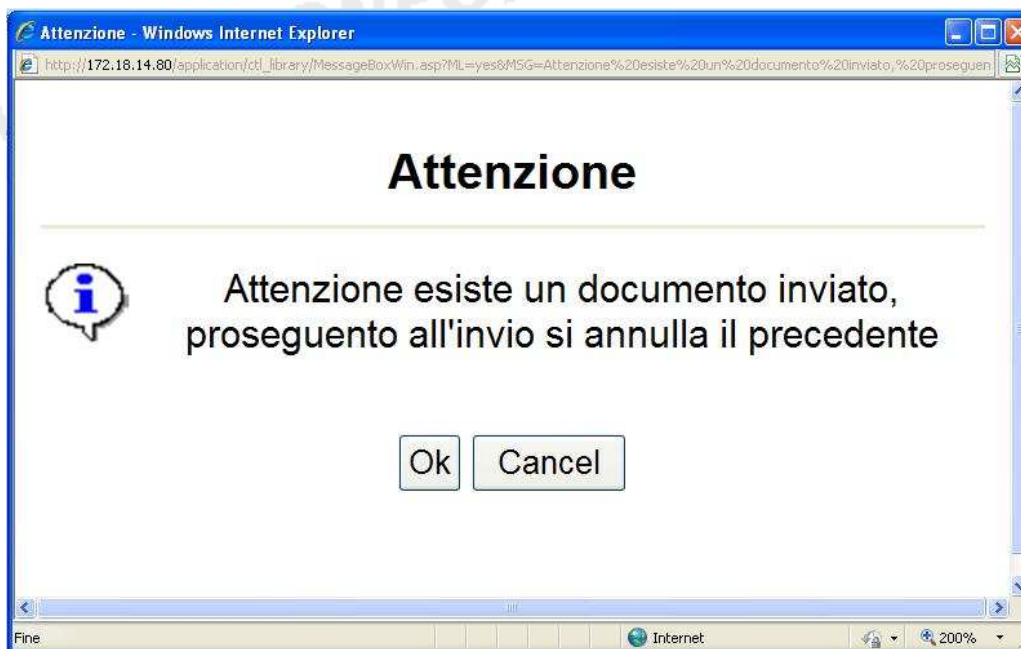 Attenzione - Windows Internet Explorer
http://172.18.14.80/application/ctl_library/MessageBoxWin.asp?ML=yes&MSG=Attenzione%20esiste%20un%20documento%20inviato,%20proseguen
Attenzione
Attenzione esiste un documento inviato,
proseguento all'invio si annulla il precedente
Ok Cancel
Fine Internet 200%